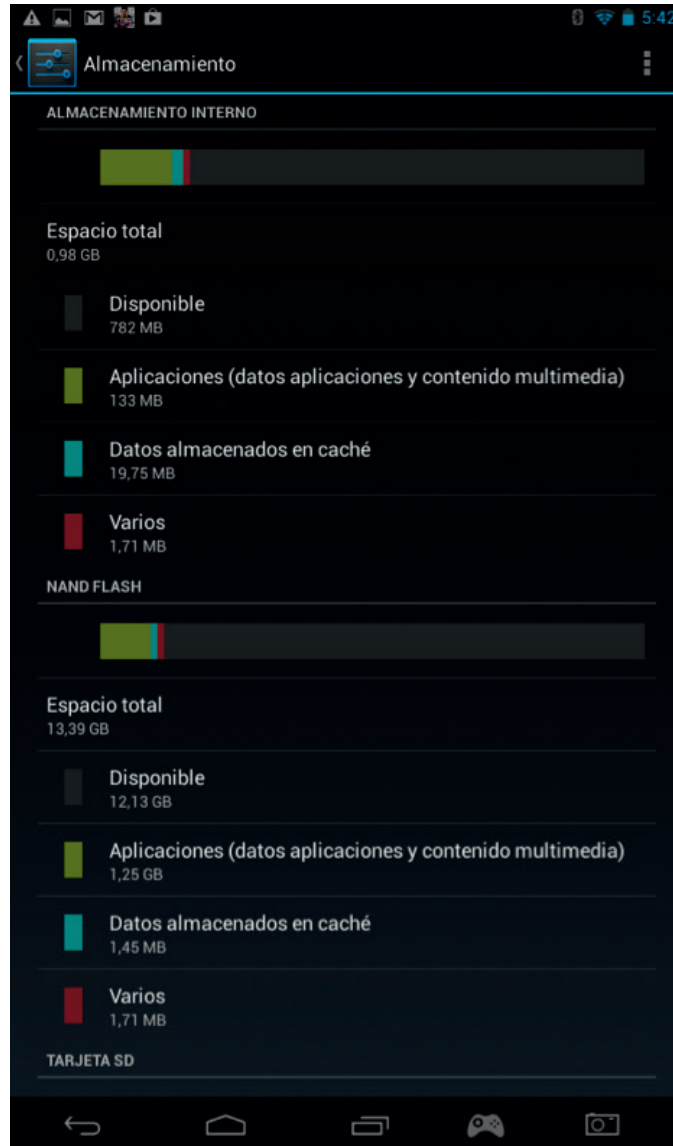 5:42
Almacenamiento
ALMACENAMIENTO INTERNO
Espacio total
0,98 GB
Disponible
782 MB
Aplicaciones (datos aplicaciones y contenido multimedia)
133 MB
Datos almacenados en caché
19,75 MB
Varios
1,71 MB
NAND FLASH
Espacio total
13,39 GB
Disponible
12,13 GB
Aplicaciones (datos aplicaciones y contenido multimedia)
1,25 GB
Datos almacenados en caché
1,45 MB
Varios
1,71 MB
TARJETA SD